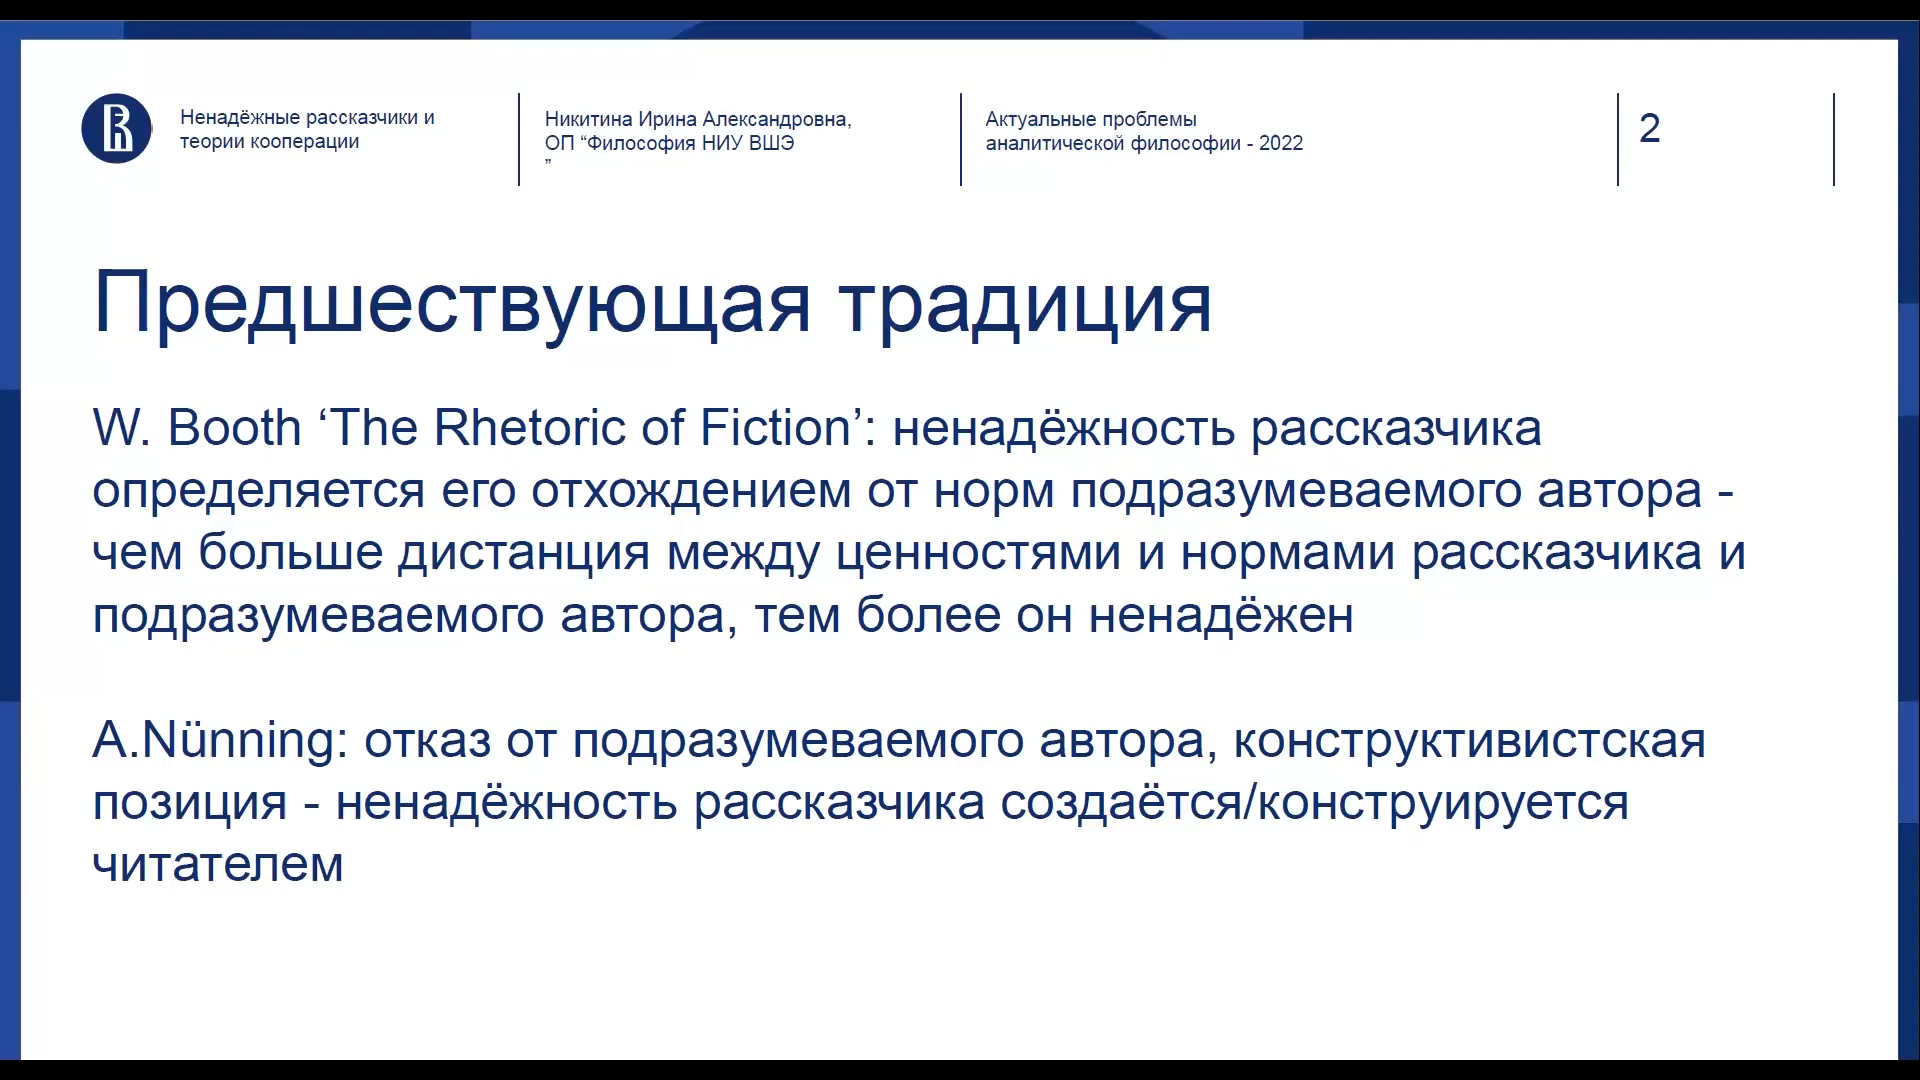 Ненадёжные рассказчики и
теории кооперации
Никитина Ирина Александровна,
ОП “Философия НИУ ВШЭ
”
Актуальные проблемы
аналитической философии - 2022
2
Предшествующая традиция
W. Booth ‘The Rhetoric of Fiction’: ненадёжность рассказчика
определяется его отхождением от норм подразумеваемого автора -
чем больше дистанция между ценностями и нормами рассказчика и
подразумеваемого автора, тем более он ненадёжен
A.Nünning: отказ от подразумеваемого автора, конструктивистская
позиция - ненадёжность рассказчика создаётся/конструируется
читателем